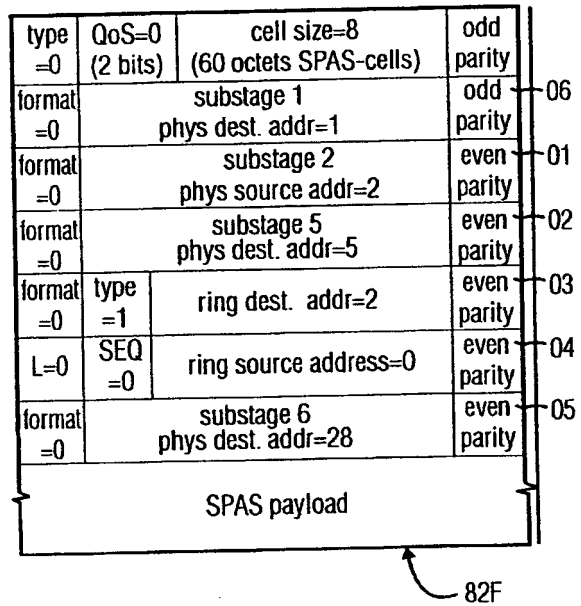 type =0 QoS=0 (2 bits) cell size=8 (60 octets SPAS-cells) odd parity
format =0 substage 1 phys dest. addr=1 odd parity 06
format =0 substage 2 phys source addr=2 even parity 01
format =0 substage 5 phys dest. addr=5 even parity 02
format =0 type =1 ring dest. addr=2 even parity 03
L=0 SEQ =0 ring source address=0 even parity 04
format =0 substage 6 phys dest. addr=28 even parity 05
SPAS payload
82F